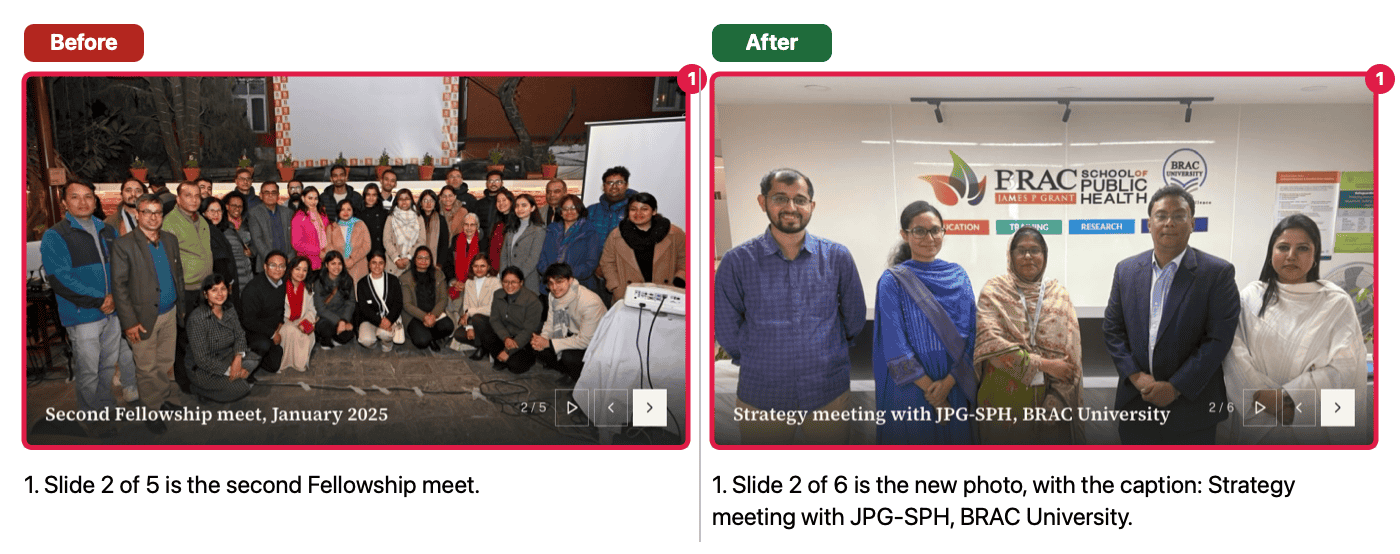 Before
After
1
1
Second Fellowship meet, January 2025
2 / 5
BRAC
SCHOOL OF
PUBLIC
HEALTH
JAMES P GRANT
BRAC
UNIVERSITY
TRAINING
RESEARCH
Strategy meeting with JPG-SPH, BRAC University
2 / 6
1. Slide 2 of 5 is the second Fellowship meet.
1. Slide 2 of 6 is the new photo, with the caption: Strategy
meeting with JPG-SPH, BRAC University.